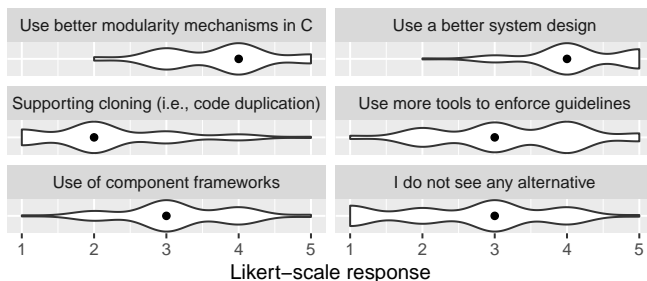 Use better modularity mechanisms in C
Use a better system design
Supporting cloning (i.e., code duplication)
Use more tools to enforce guidelines
Use of component frameworks
I do not see any alternative
1 2 3 4 5 1 2 3 4 5
Likert−scale response